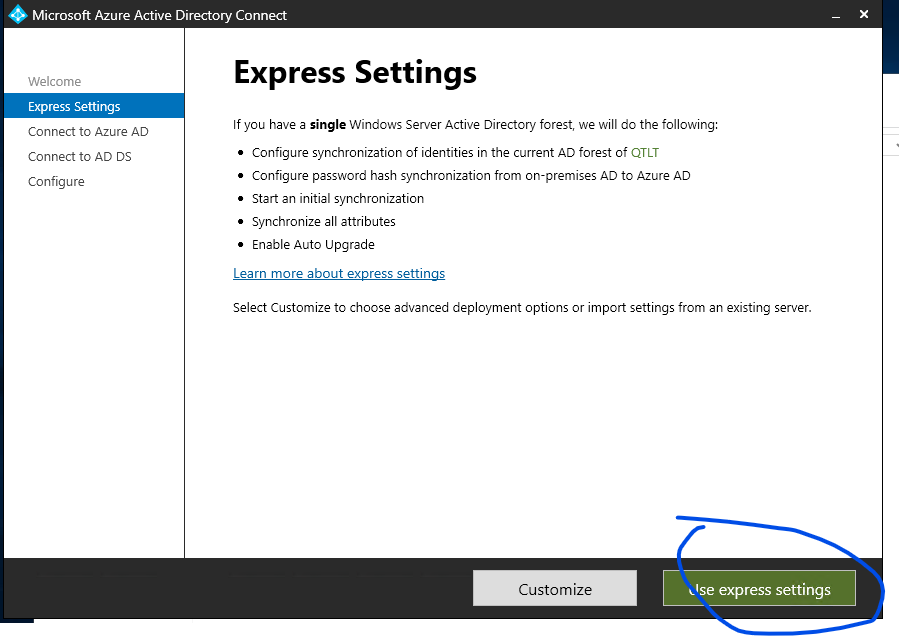 Microsoft Azure Active Directory Connect
Welcome
Express Settings
Connect to Azure AD
Connect to AD DS
Configure
Express Settings
If you have a single Windows Server Active Directory forest, we will do the following:
• Configure synchronization of identities in the current AD forest of QTLT
• Configure password hash synchronization from on-premises AD to Azure AD
• Start an initial synchronization
• Synchronize all attributes
• Enable Auto Upgrade
Learn more about express settings
Select Customize to choose advanced deployment options or import settings from an existing server.
Customize
Use express settings